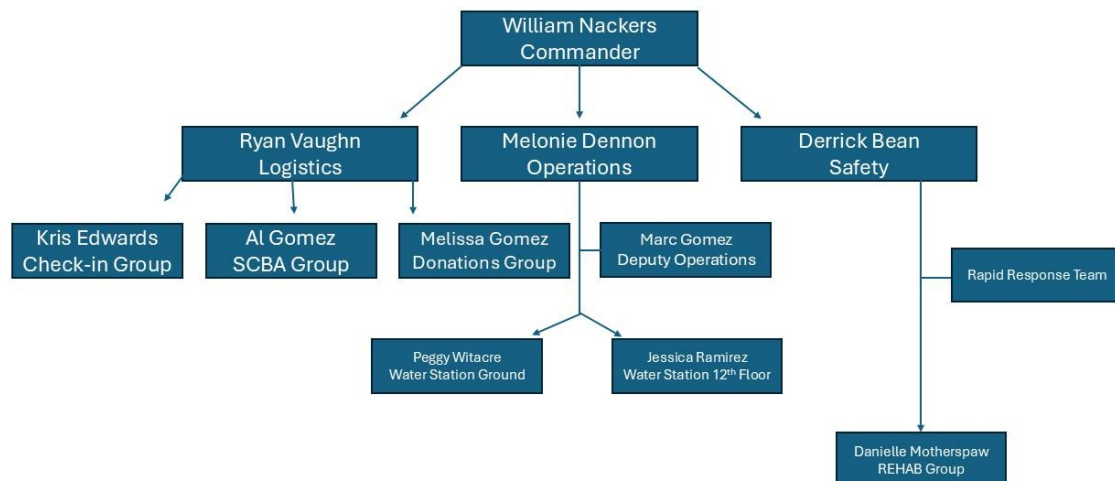 William Nackers
Commander
Ryan Vaughn
Logistics
Melonie Dennon
Operations
Derrick Bean
Safety
Kris Edwards
Check-in Group
Al Gomez
SCBA Group
Melissa Gomez
Donations Group
Marc Gomez
Deputy Operations
Rapid Response Team
Peggy Witacre
Water Station Ground
Jessica Ramirez
Water Station 12th Floor
Danielle Motherspaw
REHAB Group